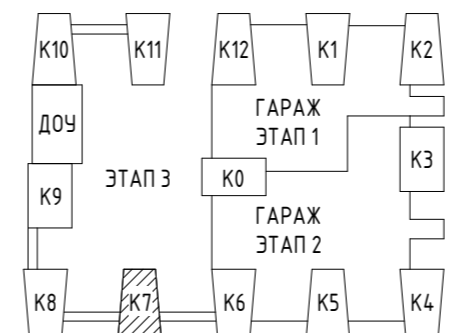 К10
К11
К12
К1
К2
ДОУ
ГАРАЖ
ЭТАП 1
К3
К9
ЭТАП 3
К0
ГАРАЖ
ЭТАП 2
К8
К7
К6
К5
К4